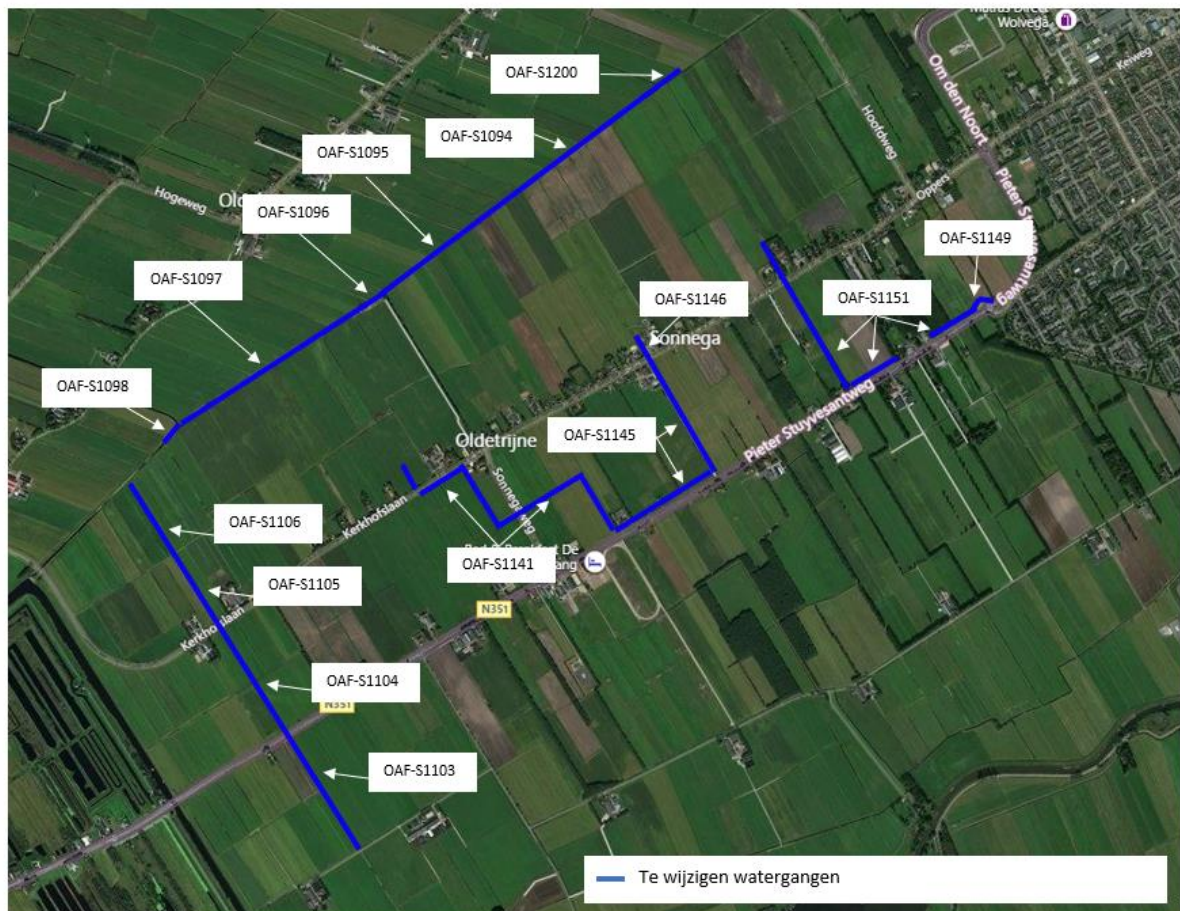 Wolvega
Keiweg
Om den Noort
OAF-S1200
OAF-S1094
OAF-S1095
Hoofdweg
Hogeweg
OAF-S1096
Oppers
Pieter Stuyvesantweg
OAF-S1149
OAF-S1097
OAF-S1146
OAF-S1151
Sonnega
OAF-S1098
Oldetrijne
OAF-S1145
Pieter Stuyvesantweg
Kerkhofslaan
Sonnegaweg
OAF-S1106
OAF-S1141
OAF-S1105
N351
Kerkhofslaan
OAF-S1104
N351
OAF-S1103
Te wijzigen watergangen